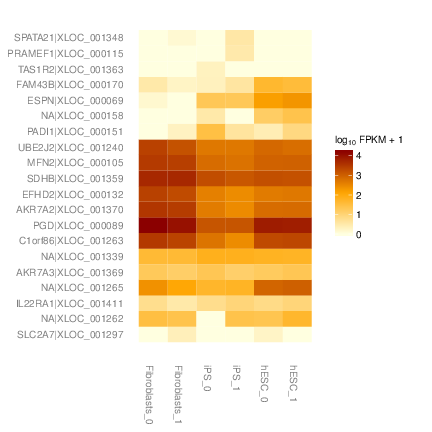 SPATA21|XLOC_001348
PRAMEF1|XLOC_000115
TAS1R2|XLOC_001363
FAM43B|XLOC_000170
ESPN|XLOC_000069
NA|XLOC_000158
PADI1|XLOC_000151
UBE2J2|XLOC_001240
MFN2|XLOC_000105
SDHB|XLOC_001359
EFHD2|XLOC_000132
AKR7A2|XLOC_001370
PGD|XLOC_000089
C1orf86|XLOC_001263
NA|XLOC_001339
AKR7A3|XLOC_001369
NA|XLOC_001265
IL22RA1|XLOC_001411
NA|XLOC_001262
SLC2A7|XLOC_001297
log10 FPKM + 1
4
3
2
1
0
Fibroblasts_0
Fibroblasts_1
iPS_0
iPS_1
hESC_0
hESC_1